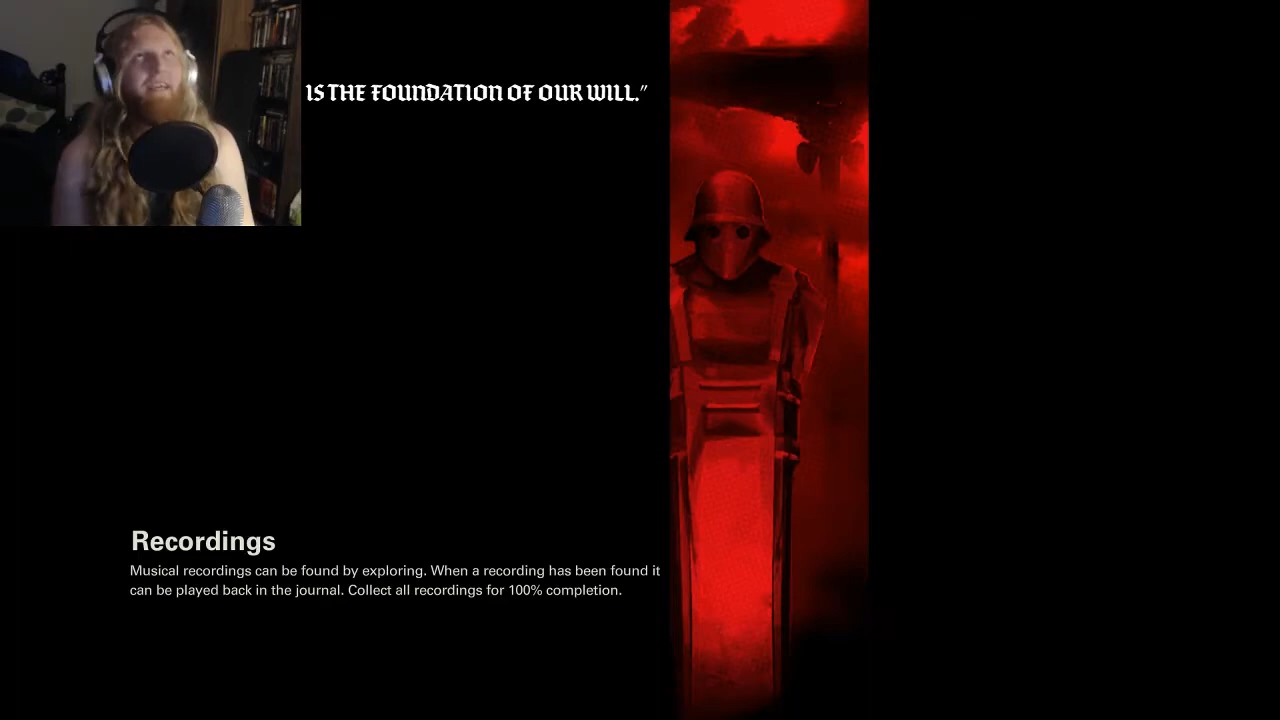 IS THE FOUNDATION OF OUR WILL.”
Recordings
Musical recordings can be found by exploring. When a recording has been found it
can be played back in the journal. Collect all recordings for 100% completion.